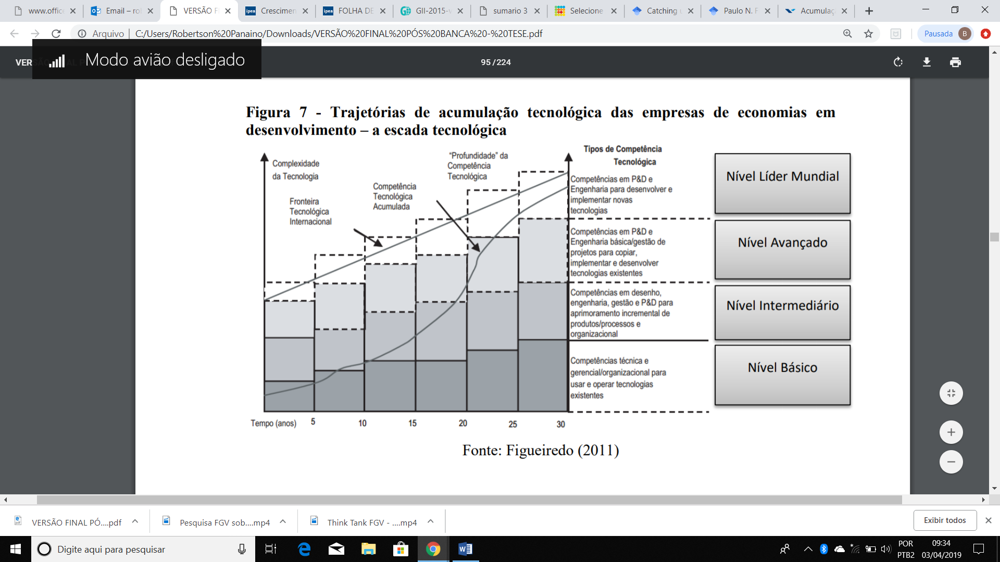 www.office
Email – rol
VERSÃO FI
Crescimen
FOLHA DE
GII-2015-v
sumario 3
Selecione
Catching u
Paulo N. F
Acumulaç
Arquivo
C:/Users/Robertson%20Panaino/Downloads/VERSÃO%20FINAL%20PÓS%20BANCA%20-%20TESE.pdf
Pausada
B
Modo avião desligado
95 / 224
Figura 7 - Trajetórias de acumulação tecnológica das empresas de economias em
desenvolvimento – a escada tecnológica
Complexidade
da Tecnologia
Fronteira
Tecnológica
Internacional
Competência
Tecnológica
Acumulada
“Profundidade” da
Competência
Tecnológica
Tipos de Competência
Tecnológica
Competências em P&D e
Engenharia para desenvolver e
implementar novas
tecnologias
Nível Líder Mundial
Competências em P&D e
Engenharia básica/gestão de
projetos para copiar,
implementar e desenvolver
tecnologias existentes
Nível Avançado
Competências em desenho,
engenharia, gestão e P&D para
aprimoramento incremental de
produtos/processos e
organizacional
Nível Intermediário
Competências técnica e
gerencial/organizacional para
usar e operar tecnologias
existentes
Nível Básico
Tempo (anos) 5 10 15 20 25 30
Fonte: Figueiredo (2011)
VERSÃO FINAL PÓ....pdf
Pesquisa FGV sob....mp4
Think Tank FGV - ....mp4
Exibir todos
Digite aqui para pesquisar
POR
PTB2
09:34
03/04/2019